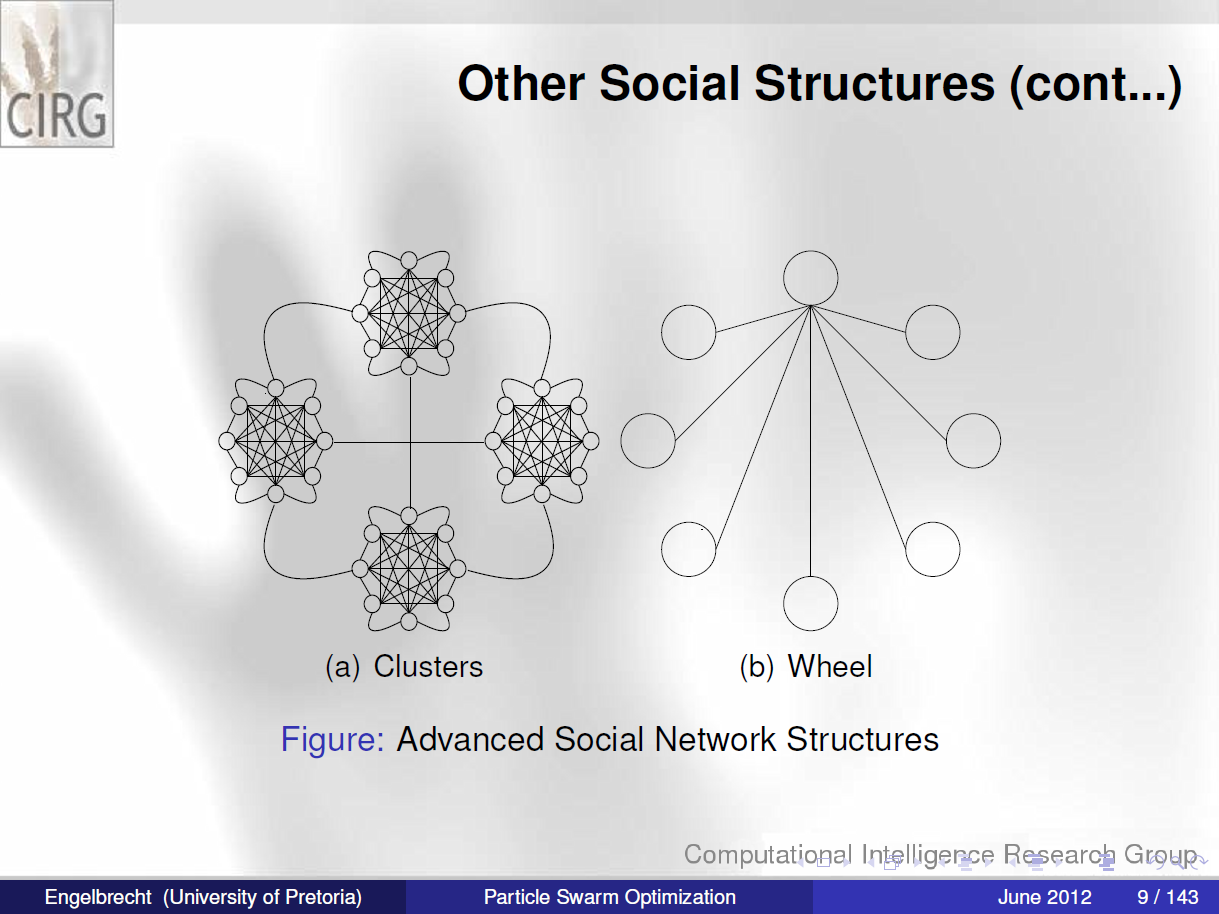 CIRG
Other Social Structures (cont...)
(a) Clusters
(b) Wheel
Figure: Advanced Social Network Structures
Computational Intelligence Research Group
Engelbrecht (University of Pretoria)
Particle Swarm Optimization
June 2012
9 / 143